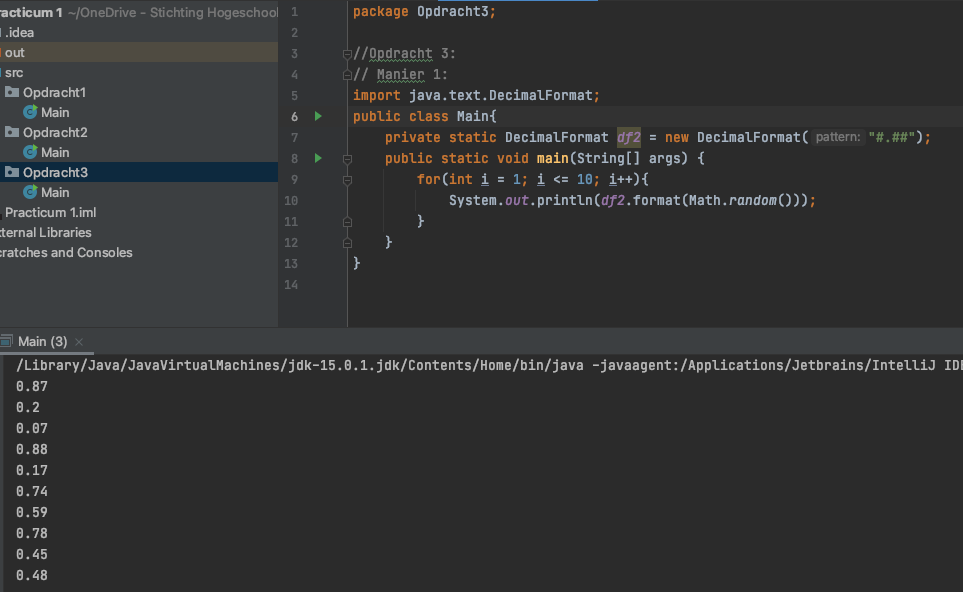 racticum 1 ~/OneDrive - Stichting Hogeschool
.idea
out
src
Opdracht1
Main
Opdracht2
Main
Opdracht3
Main
Practicum 1.iml
ternal Libraries
cratches and Consoles
1 package Opdracht3;
2
3 //Opdracht 3:
4 // Manier 1:
5 import java.text.DecimalFormat;
6 public class Main{
7 private static DecimalFormat df2 = new DecimalFormat( pattern: "#.##");
8 public static void main(String[] args) {
9 for(int i = 1; i <= 10; i++){
10 System.out.println(df2.format(Math.random()));
11 }
12 }
13 }
14
Main (3) ×
/Library/Java/JavaVirtualMachines/jdk-15.0.1.jdk/Contents/Home/bin/java -javaagent:/Applications/Jetbrains/IntelliJ IDE
0.87
0.2
0.07
0.88
0.17
0.74
0.59
0.78
0.45
0.48